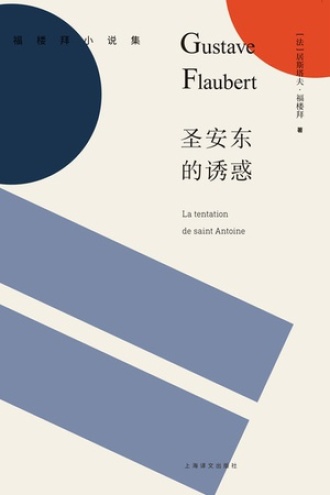 福楼拜小说集
Gustave
Flaubert
[法]居斯塔夫·福楼拜 著
圣安东
的诱惑
La tentation
de saint Antoine
上海译文出版社